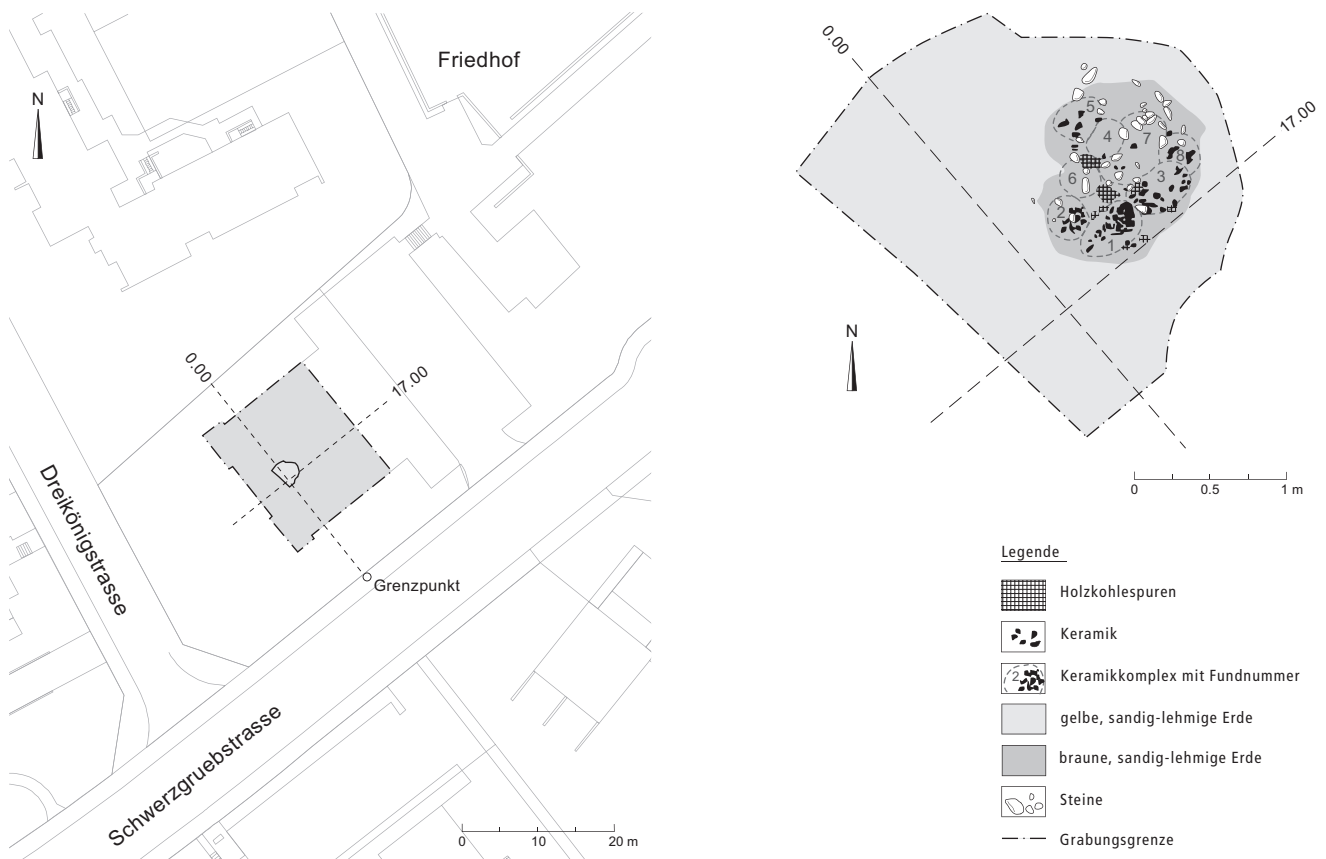 Friedhof
N
0.00
17.00
Dreikönigstrasse
Grenzpunkt
Schwerzgruebstrasse
0 10 20 m
0.00
17.00
5
4
7
8
6
3
2
1
N
0 0.5 1 m
Legende
Holzkohlespuren
Keramik
2
Keramikkomplex mit Fundnummer
gelbe, sandig-lehmige Erde
braune, sandig-lehmige Erde
Steine
Grabungsgrenze